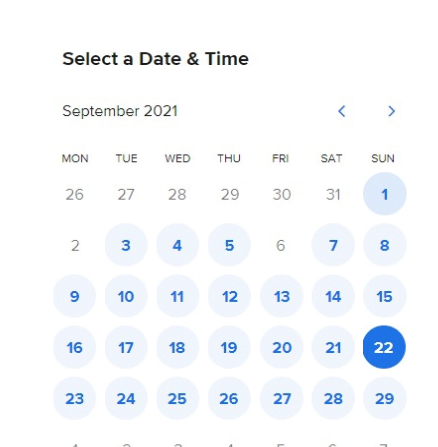 Select a Date & Time
September 2021
MON TUE WED THU FRI SAT SUN
26 27 28 29 30 31 1
2 3 4 5 6 7 8
9 10 11 12 13 14 15
16 17 18 19 20 21 22
23 24 25 26 27 28 29